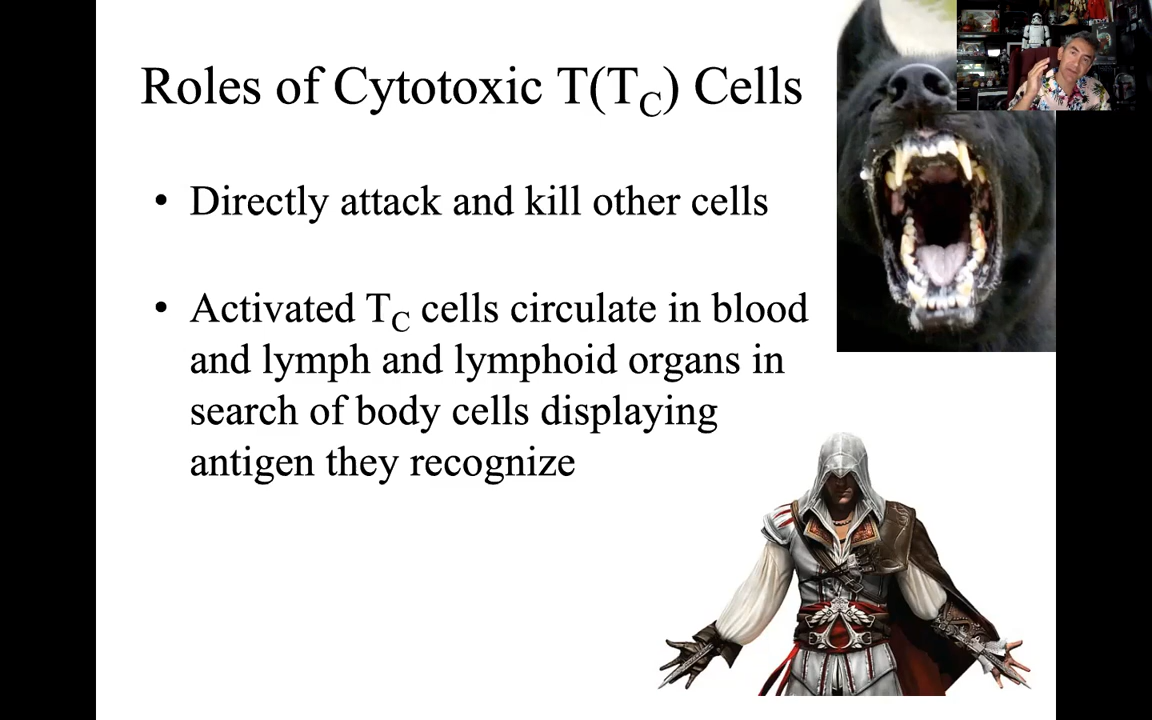 Roles of Cytotoxic T(T_C) Cells
• Directly attack and kill other cells
• Activated T_C cells circulate in blood
and lymph and lymphoid organs in
search of body cells displaying
antigen they recognize